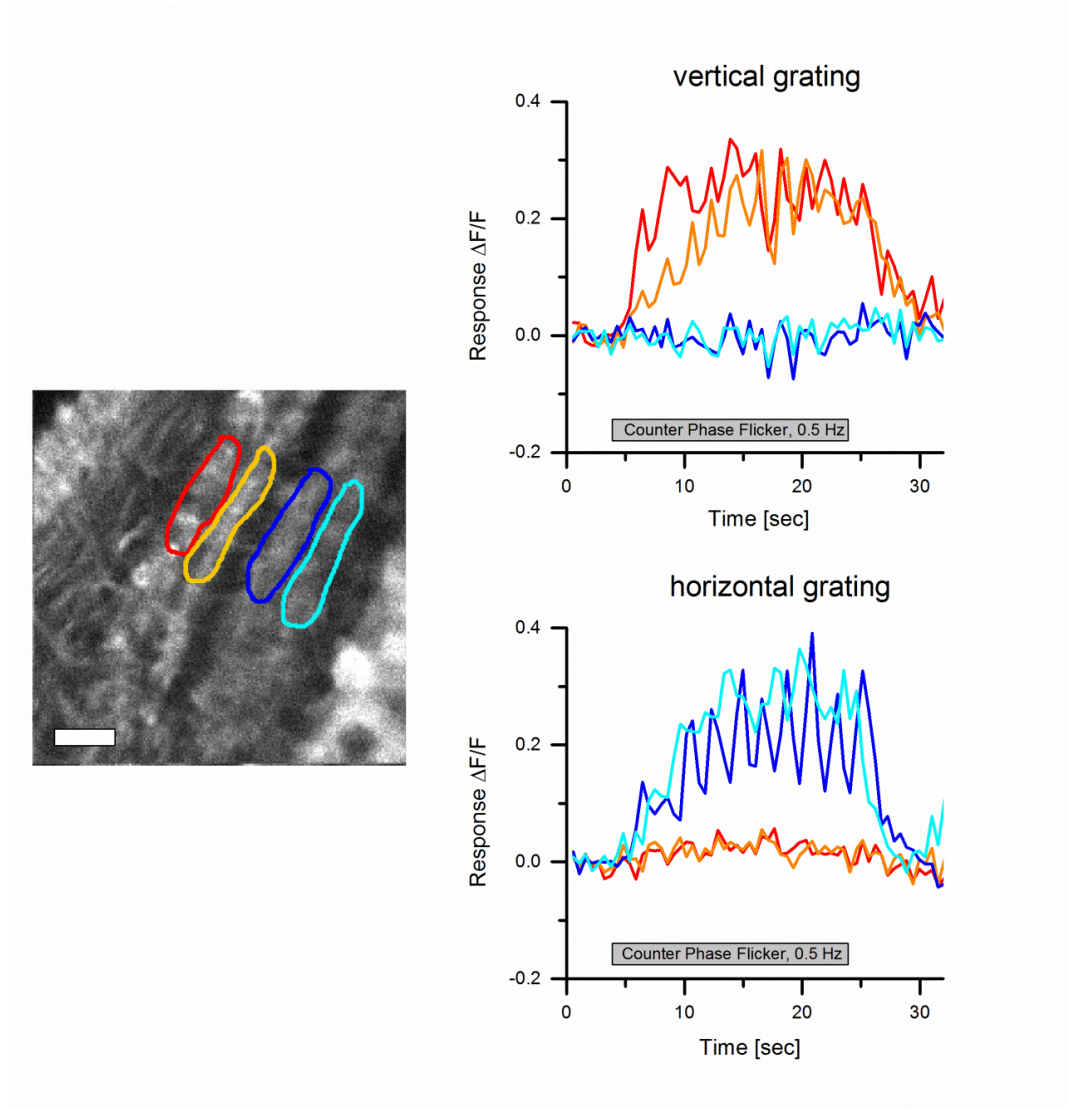 vertical grating
0.4
0.2
0.0
-0.2
Response ΔF/F
Counter Phase Flicker, 0.5 Hz
0
10
20
30
Time [sec]
horizontal grating
0.4
0.2
0.0
-0.2
Response ΔF/F
Counter Phase Flicker, 0.5 Hz
0
10
20
30
Time [sec]